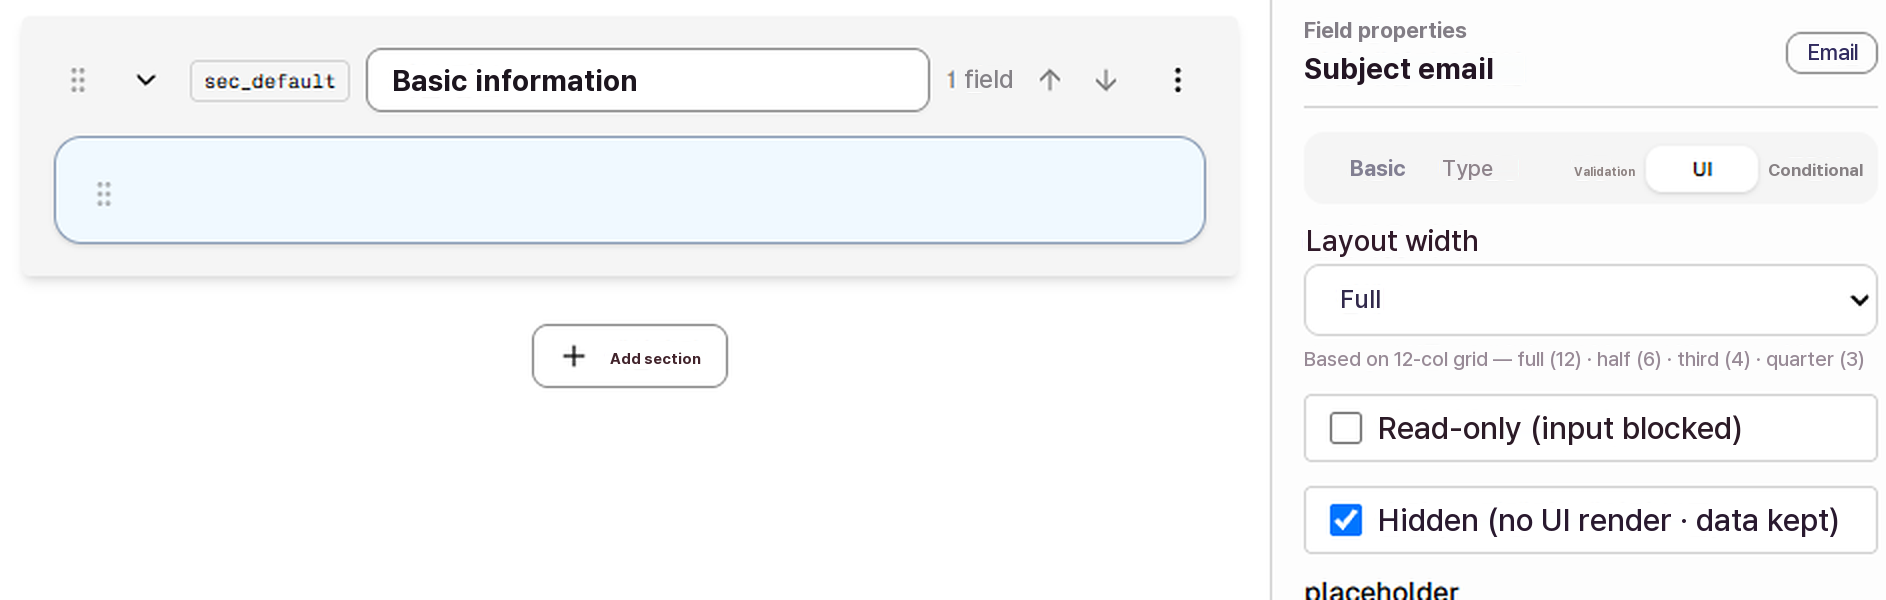 sec_default
Basic information
1 field
Add section
Field properties
Subject email
Email
Basic
Type
Validation
UI
Conditional
Layout width
Full
Based on 12-col grid — full (12) · half (6) · third (4) · quarter (3)
Read-only (input blocked)
Hidden (no UI render · data kept)
placeholder